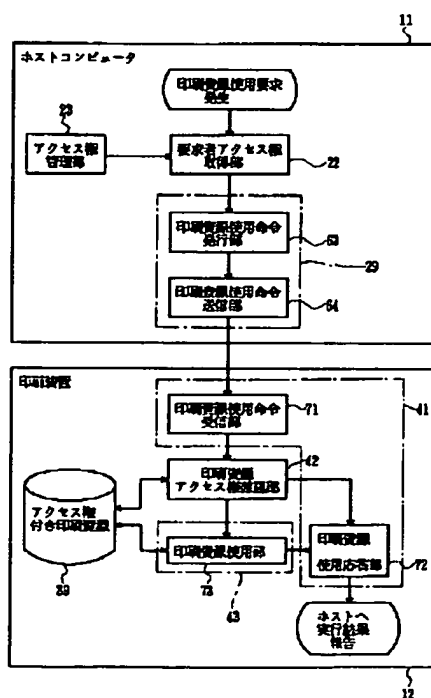 11
ホストコンピュータ
印刷資源使用要求
発生
23
アクセス権
管理部
要求者アクセス権
取得部
22
印刷資源使用命令
発行部
63
29
印刷資源使用命令
送信部
64
印刷装置
印刷資源使用命令
受信部
71
41
印刷資源
アクセス権確認部
42
アクセス権
付き印刷資源
39
印刷資源使用部
73
43
印刷資源
使用応答部
72
ホストへ
実行結果
報告
12